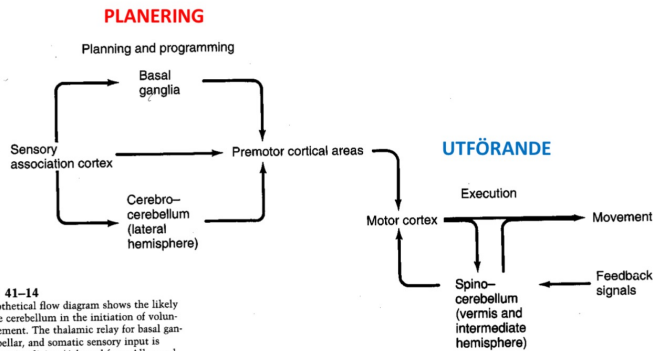 PLANERING
Planning and programming
Basal
ganglia
Sensory
association cortex
Premotor cortical areas
Cerebro–
cerebellum
(lateral
hemisphere)
UTFÖRANDE
Execution
Motor cortex
Movement
Spino–
cerebellum
(vermis and
intermediate
hemisphere)
Feedback
signals
41–14
othetical flow diagram shows the likely
e cerebellum in the initiation of volun-
ement. The thalamic relay for basal gan-
bellar, and somatic sensory input is